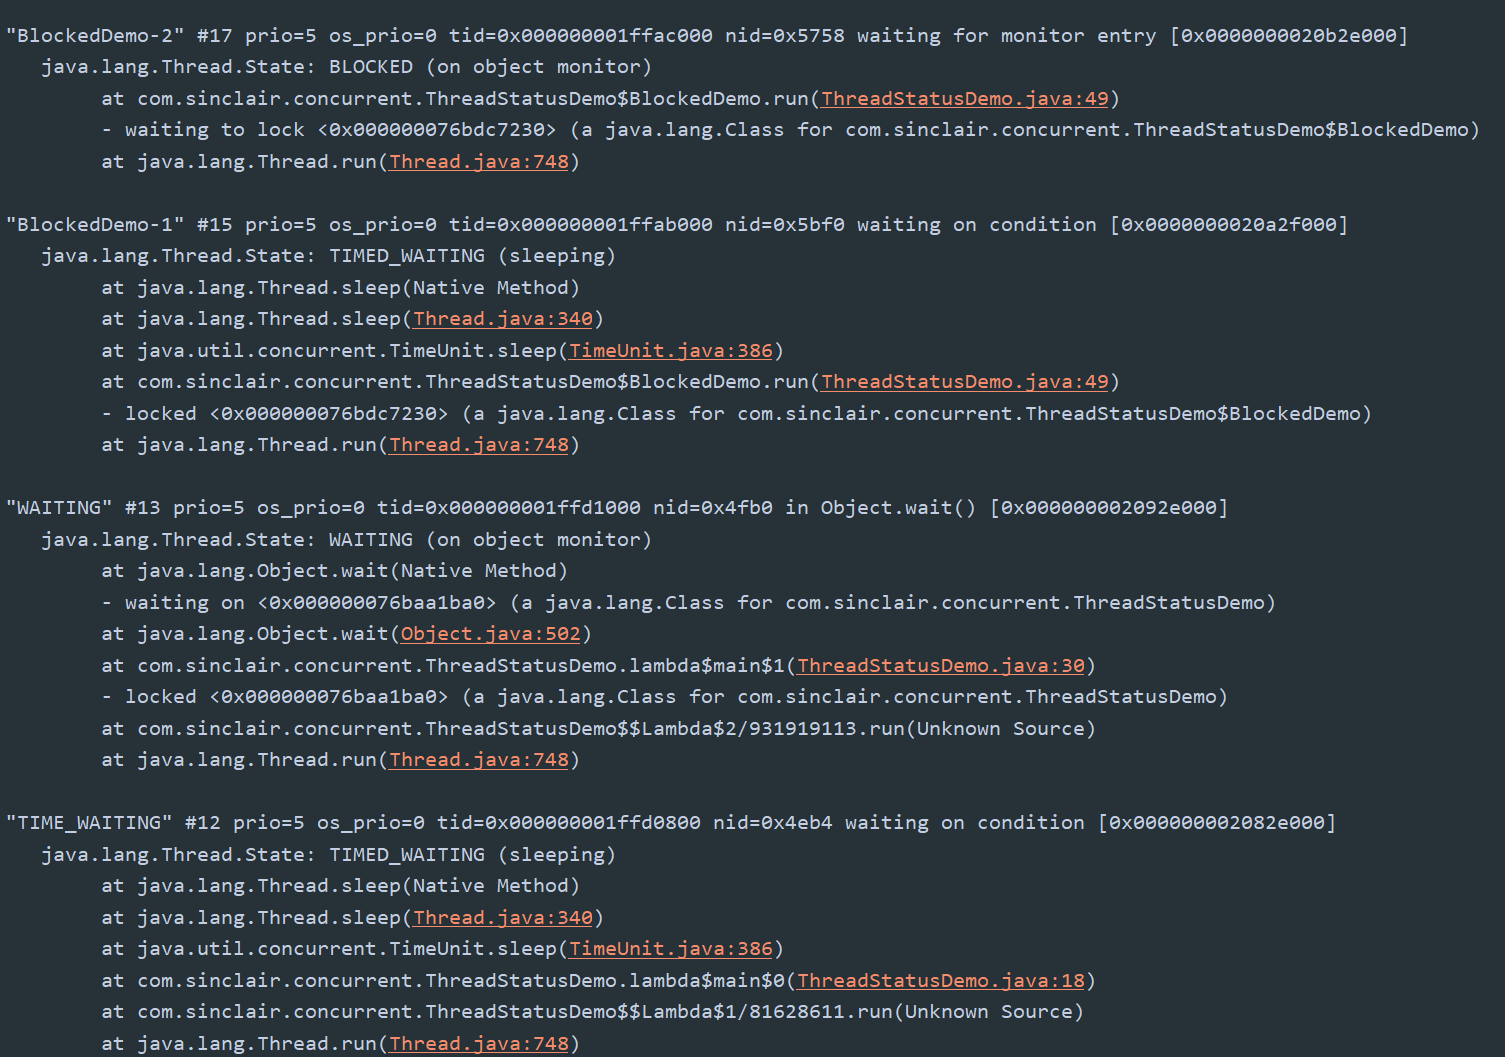 "BlockedDemo-2" #17 prio=5 os_prio=0 tid=0x000000001ffac000 nid=0x5758 waiting for monitor entry [0x0000000020b2e000]
java.lang.Thread.State: BLOCKED (on object monitor)
at com.sinclair.concurrent.ThreadStatusDemo$BlockedDemo.run(ThreadStatusDemo.java:49)
- waiting to lock <0x000000076bdc7230> (a java.lang.Class for com.sinclair.concurrent.ThreadStatusDemo$BlockedDemo)
at java.lang.Thread.run(Thread.java:748)
"BlockedDemo-1" #15 prio=5 os_prio=0 tid=0x000000001ffab000 nid=0x5bf0 waiting on condition [0x0000000020a2f000]
java.lang.Thread.State: TIMED_WAITING (sleeping)
at java.lang.Thread.sleep(Native Method)
at java.lang.Thread.sleep(Thread.java:340)
at java.util.concurrent.TimeUnit.sleep(TimeUnit.java:386)
at com.sinclair.concurrent.ThreadStatusDemo$BlockedDemo.run(ThreadStatusDemo.java:49)
- locked <0x000000076bdc7230> (a java.lang.Class for com.sinclair.concurrent.ThreadStatusDemo$BlockedDemo)
at java.lang.Thread.run(Thread.java:748)
"WAITING" #13 prio=5 os_prio=0 tid=0x000000001ffd1000 nid=0x4fb0 in Object.wait() [0x000000002092e000]
java.lang.Thread.State: WAITING (on object monitor)
at java.lang.Object.wait(Native Method)
- waiting on <0x000000076baa1ba0> (a java.lang.Class for com.sinclair.concurrent.ThreadStatusDemo)
at java.lang.Object.wait(Object.java:502)
at com.sinclair.concurrent.ThreadStatusDemo.lambda$main$1(ThreadStatusDemo.java:30)
- locked <0x000000076baa1ba0> (a java.lang.Class for com.sinclair.concurrent.ThreadStatusDemo)
at com.sinclair.concurrent.ThreadStatusDemo$$Lambda$2/931919113.run(Unknown Source)
at java.lang.Thread.run(Thread.java:748)
"TIME_WAITING" #12 prio=5 os_prio=0 tid=0x000000001ffd0800 nid=0x4eb4 waiting on condition [0x000000002082e000]
java.lang.Thread.State: TIMED_WAITING (sleeping)
at java.lang.Thread.sleep(Native Method)
at java.lang.Thread.sleep(Thread.java:340)
at java.util.concurrent.TimeUnit.sleep(TimeUnit.java:386)
at com.sinclair.concurrent.ThreadStatusDemo.lambda$main$0(ThreadStatusDemo.java:18)
at com.sinclair.concurrent.ThreadStatusDemo$$Lambda$1/81628611.run(Unknown Source)
at java.lang.Thread.run(Thread.java:748)